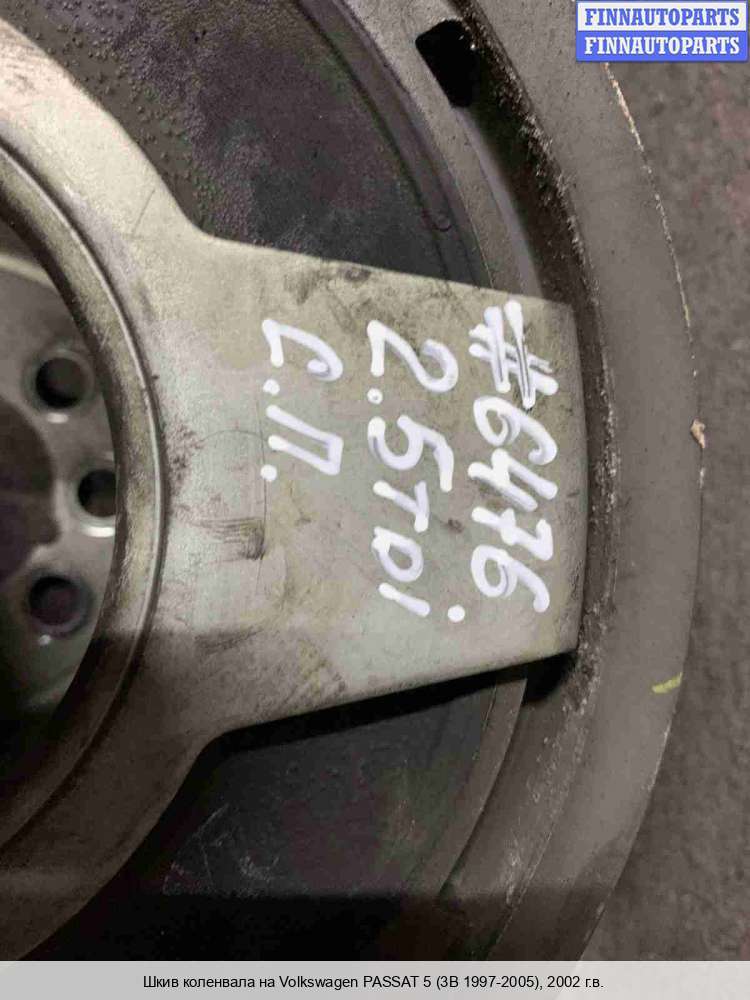 FINNAUTOPARTS
FINNAUTOPARTS
#6476
2.5TDi
С.П.
Шкив коленвала на Volkswagen PASSAT 5 (3B 1997-2005), 2002 г.в.